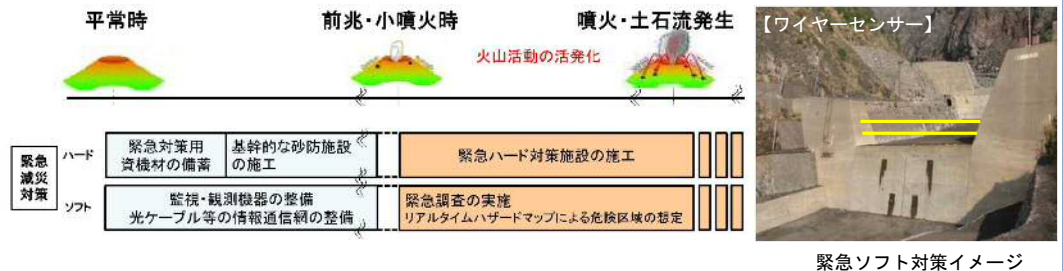 平常時
前兆・小噴火時
噴火・土石流発生
火山活動の活発化
緊急
減災
対策
ハード
緊急対策用
資機材の備蓄
基幹的な砂防施設
の施工
緊急ハード対策施設の施工
ソフト
監視・観測機器の整備
光ケーブル等の情報通信網の整備
緊急調査の実施
リアルタイムハザードマップによる危険区域の想定
【ワイヤーセンサー】
緊急ソフト対策イメージ